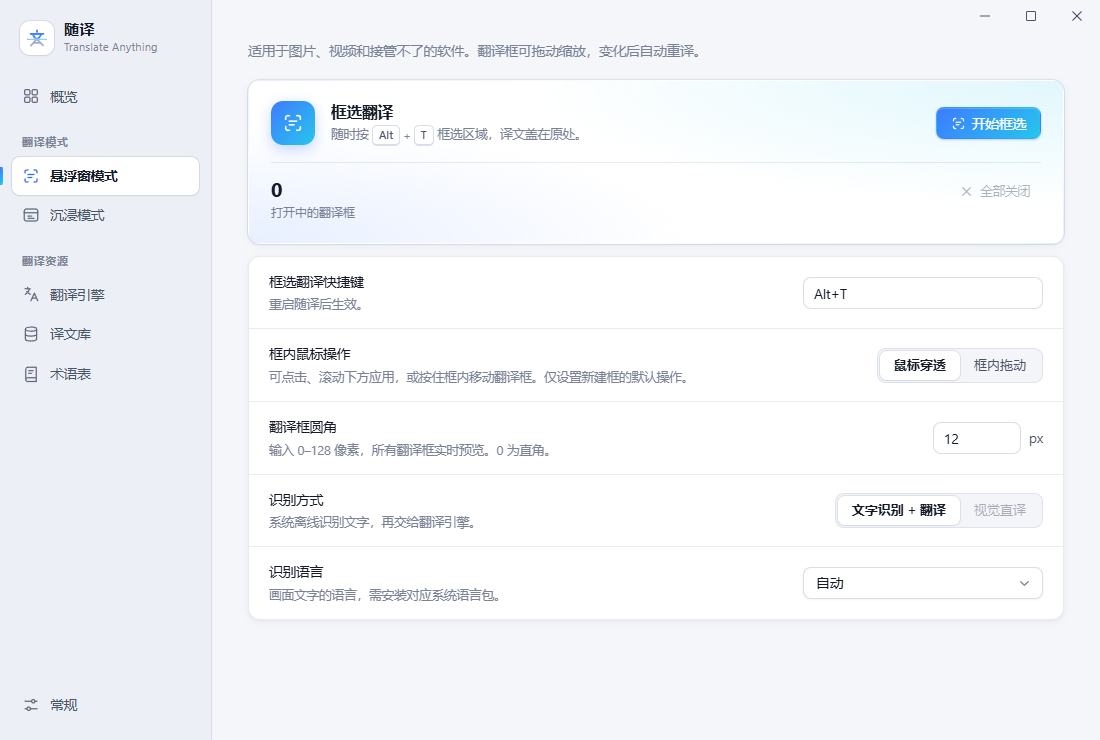 随译
Translate Anything
概览
翻译模式
悬浮窗模式
沉浸模式
翻译资源
翻译引擎
译文库
术语表
常规
适用于图片、视频和接管不了的软件。翻译框可拖动缩放，变化后自动重译。
框选翻译
随时按 Alt + T 框选区域，译文盖在原处。
开始框选
0
打开中的翻译框
全部关闭
框选翻译快捷键
重启随译后生效。
Alt+T
框内鼠标操作
可点击、滚动下方应用，或按住框内移动翻译框。仅设置新建框的默认操作。
鼠标穿透 框内拖动
翻译框圆角
输入 0–128 像素，所有翻译框实时预览。0 为直角。
12 px
识别方式
系统离线识别文字，再交给翻译引擎。
文字识别 + 翻译 视觉直译
识别语言
画面文字的语言，需安装对应系统语言包。
自动